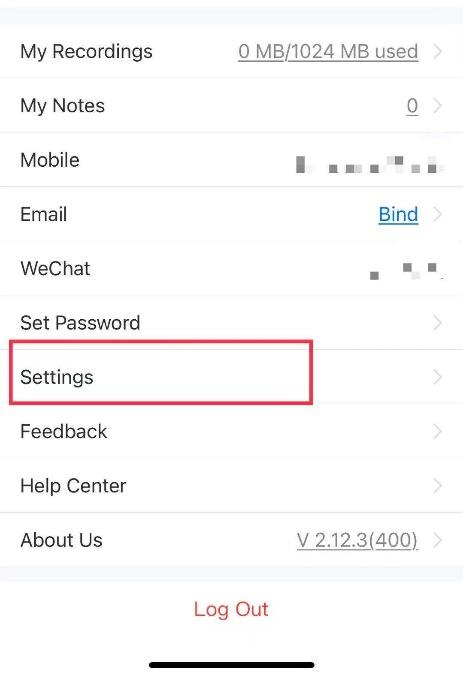 My Recordings 0 MB/1024 MB used
My Notes 0
Mobile
Email Bind
WeChat
Set Password
Settings
Feedback
Help Center
About Us V 2.12.3(400)
Log Out